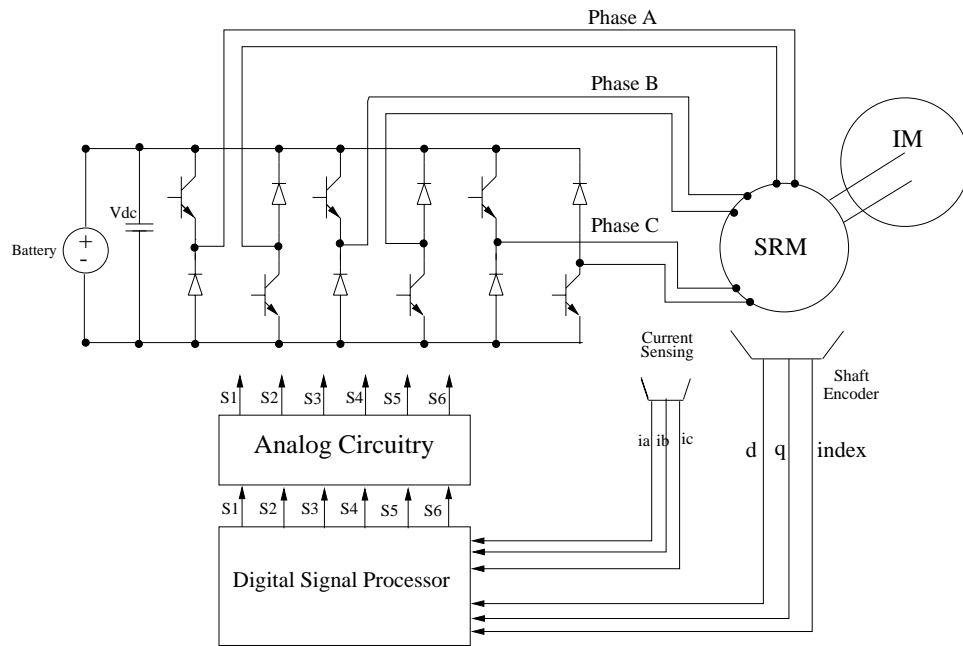 Phase A
Phase B
IM
Vdc
+
-
Battery
Phase C
SRM
Current
Sensing
Shaft
Encoder
S1 S2 S3 S4 S5 S6
Analog Circuitry
ia ib ic
d q index
S1 S2 S3 S4 S5 S6
Digital Signal Processor